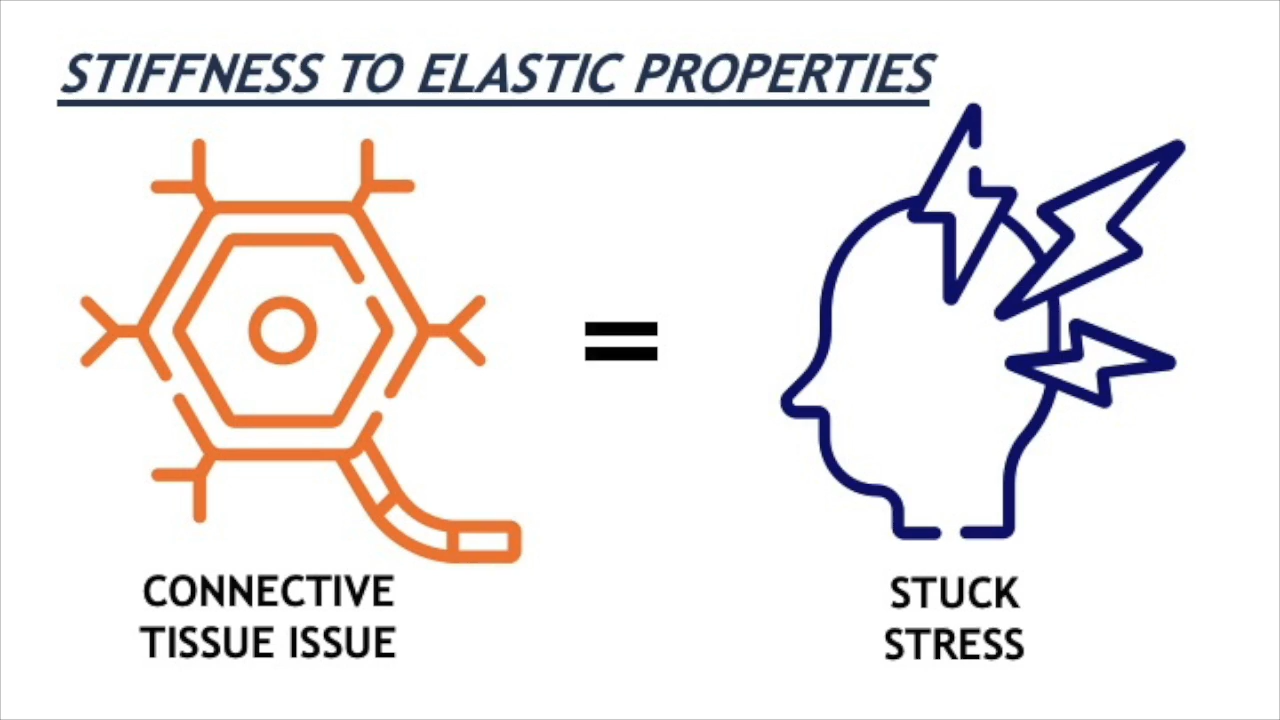 STIFFNESS TO ELASTIC PROPERTIES
=
CONNECTIVE
TISSUE ISSUE
STUCK
STRESS